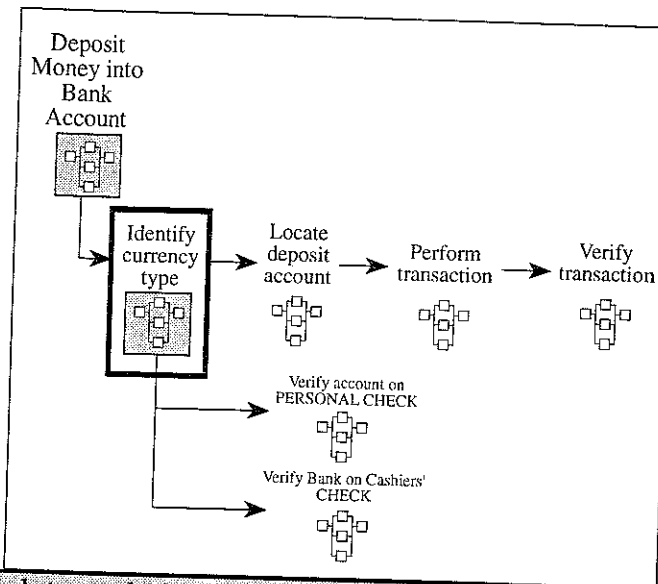 Deposit
Money into
Bank
Account
Identify
currency
type
Locate
deposit
account
Perform
transaction
Verify
transaction
Verify account on
PERSONAL CHECK
Verify Bank on Cashiers'
CHECK